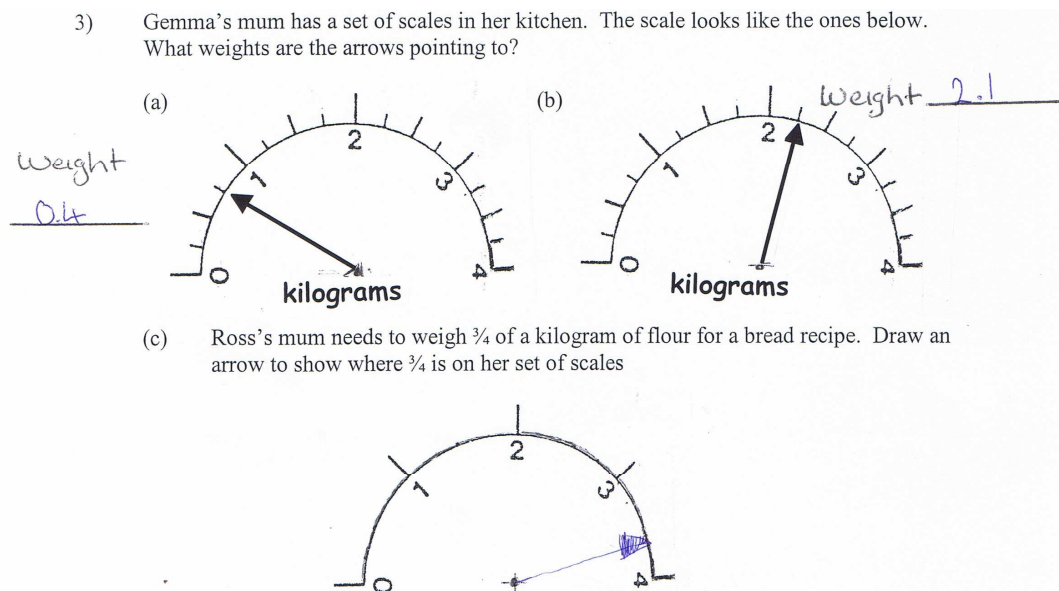 3) Gemma's mum has a set of scales in her kitchen. The scale looks like the ones below.
What weights are the arrows pointing to?
(a)
Weight
0.4
0
1
2
3
4
kilograms
(b)
Weight 2.1
0
1
2
3
4
kilograms
(c) Ross's mum needs to weigh ¾ of a kilogram of flour for a bread recipe. Draw an
arrow to show where ¾ is on her set of scales
0
1
2
3
4